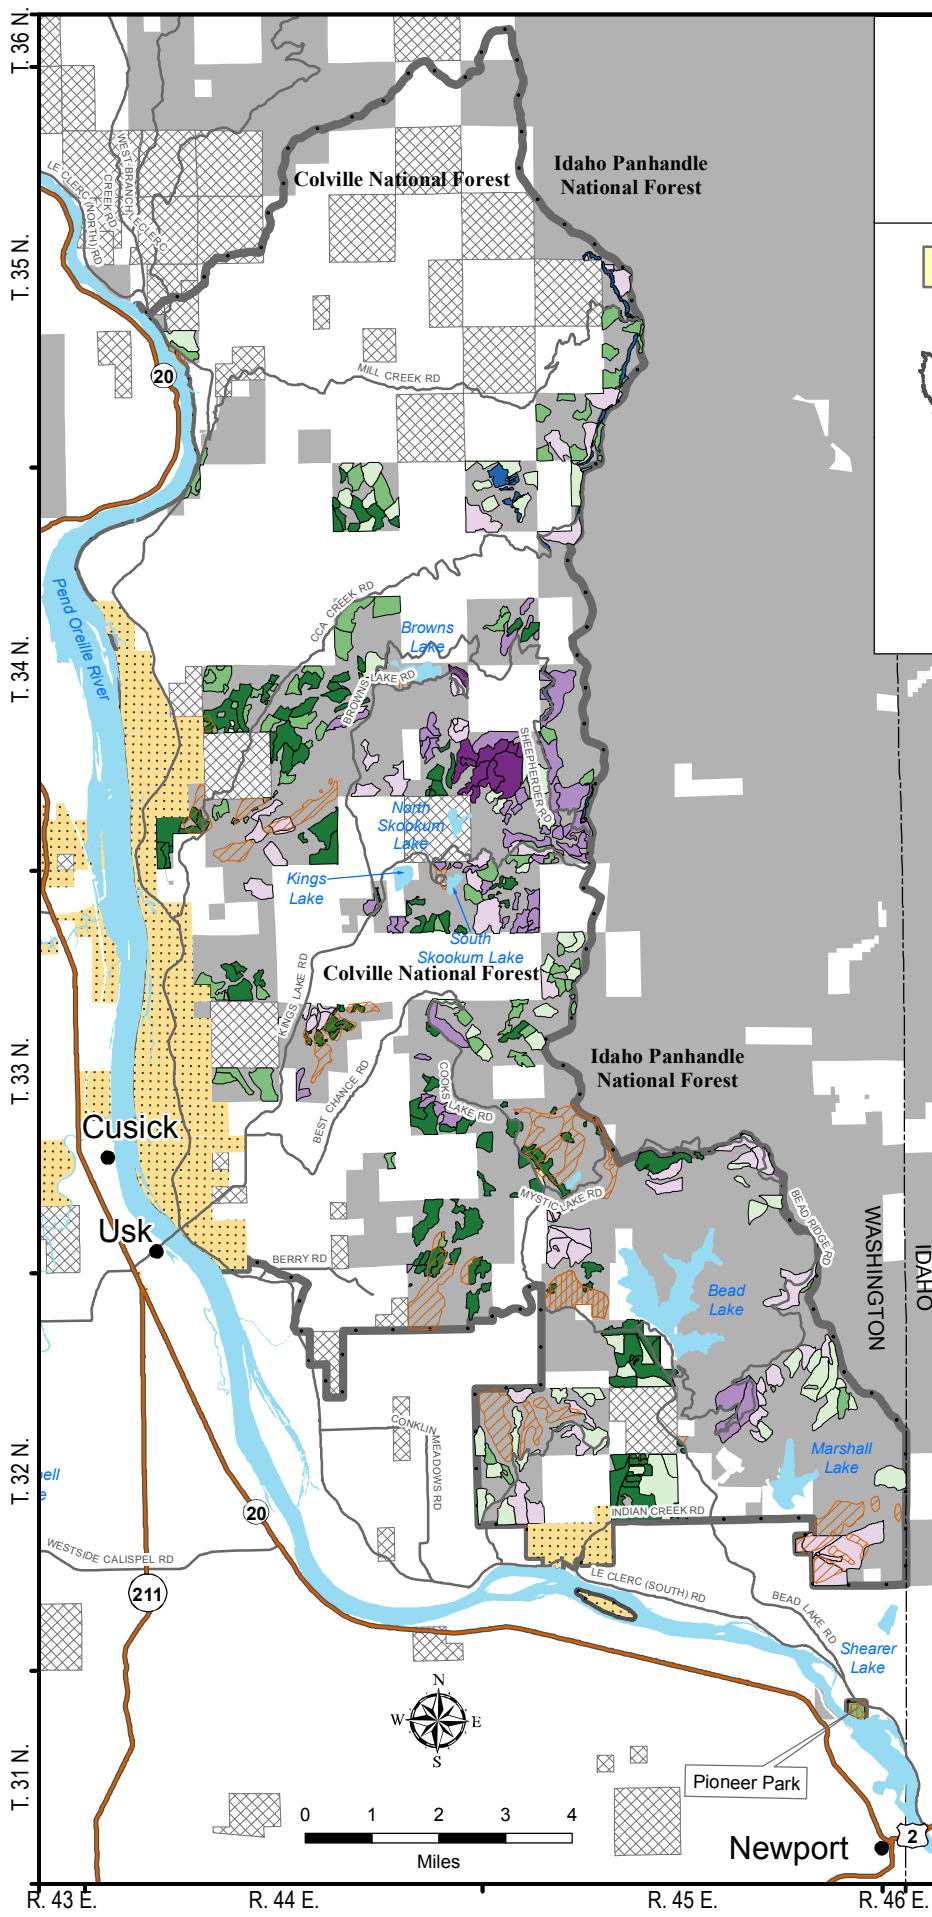 T. 36 N.
T. 35 N.
T. 34 N.
T. 33 N.
T. 32 N.
T. 31 N.
Colville National Forest
Idaho Panhandle
National Forest
WEST BRANCH LECLERC
CREEK RD
LE CLERC (NORTH) RD
20
MILL CREEK RD
Pend Oreille River
CCA CREEK RD
Browns
Lake
BROWNS LAKE RD
SHEEPHERDER RD
North
Skookum
Lake
Kings
Lake
South
Skookum Lake
Colville National Forest
KINGS LAKE RD
BEST CHANCE RD
COOKS LAKE RD
Idaho Panhandle
National Forest
Cusick
Usk
MYSTIC LAKE RD
BEAD RIDGE RD
WASHINGTON
IDAHO
BERRY RD
Bead
Lake
CONKLIN
MEADOWS RD
Marshall
Lake
20
INDIAN CREEK RD
WESTSIDE CALISPEL RD
211
LE CLERC (SOUTH) RD
BEAD LAKE RD
Shearer
Lake
N
W
E
S
Pioneer Park
0 1 2 3 4
Miles
Newport
2
R. 43 E.
R. 44 E.
R. 45 E.
R. 46 E.